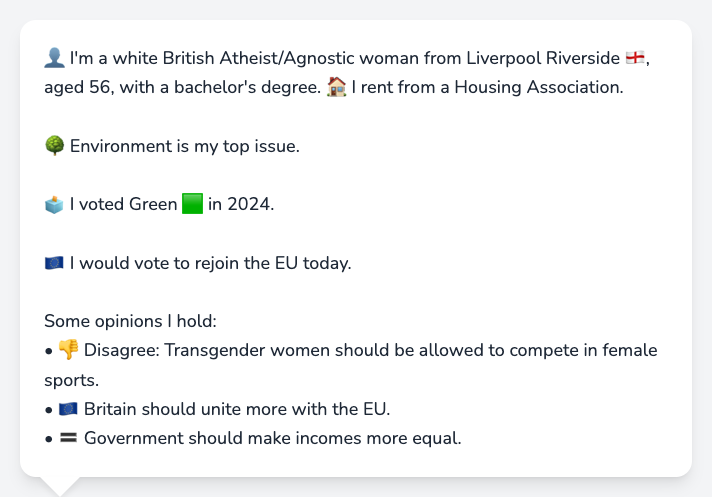 👤 I'm a white British Atheist/Agnostic woman from Liverpool Riverside 🏴󠁧󠁢󠁥󠁮󠁧󠁿,
aged 56, with a bachelor's degree. 🏠 I rent from a Housing Association.
🌳 Environment is my top issue.
🗳️ I voted Green 🟩 in 2024.
🇪🇺 I would vote to rejoin the EU today.
Some opinions I hold:
• 👎 Disagree: Transgender women should be allowed to compete in female
sports.
• 🇪🇺 Britain should unite more with the EU.
• 🟰 Government should make incomes more equal.